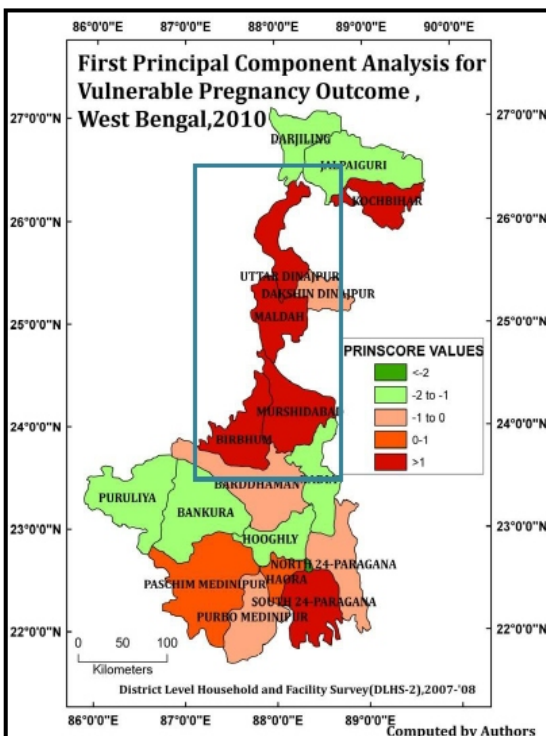 86°0'0"E 87°0'0"E 88°0'0"E 89°0'0"E 90°0'0"E
First Principal Component Analysis for
Vulnerable Pregnancy Outcome ,
West Bengal,2010
27°0'0"N
27°0'0"N
DARJILING
JALPAIGURI
KOCHBIHAR
26°0'0"N
26°0'0"N
UTTAR DINAJPUR
DAKSHIN DINAJPUR
MALDAH
25°0'0"N
25°0'0"N
PRINSCORE VALUES
<-2
-2 to -1
-1 to 0
0-1
>1
MURSHIDABAD
24°0'0"N
24°0'0"N
BIRBHUM
BARDDHAMAN
PURULIYA
BANKURA
23°0'0"N
23°0'0"N
HOOGHLY
NORTH 24-PARAGANA
PASCHIM MEDINIPUR
HAORA
SOUTH 24-PARAGANA
PURBO MEDINIPUR
22°0'0"N
22°0'0"N
0 50 100
Kilometers
District Level Household and Facility Survey(DLHS-2),2007-'08
86°0'0"E 87°0'0"E 88°0'0"E 89°0'0"E
Computed by Authors